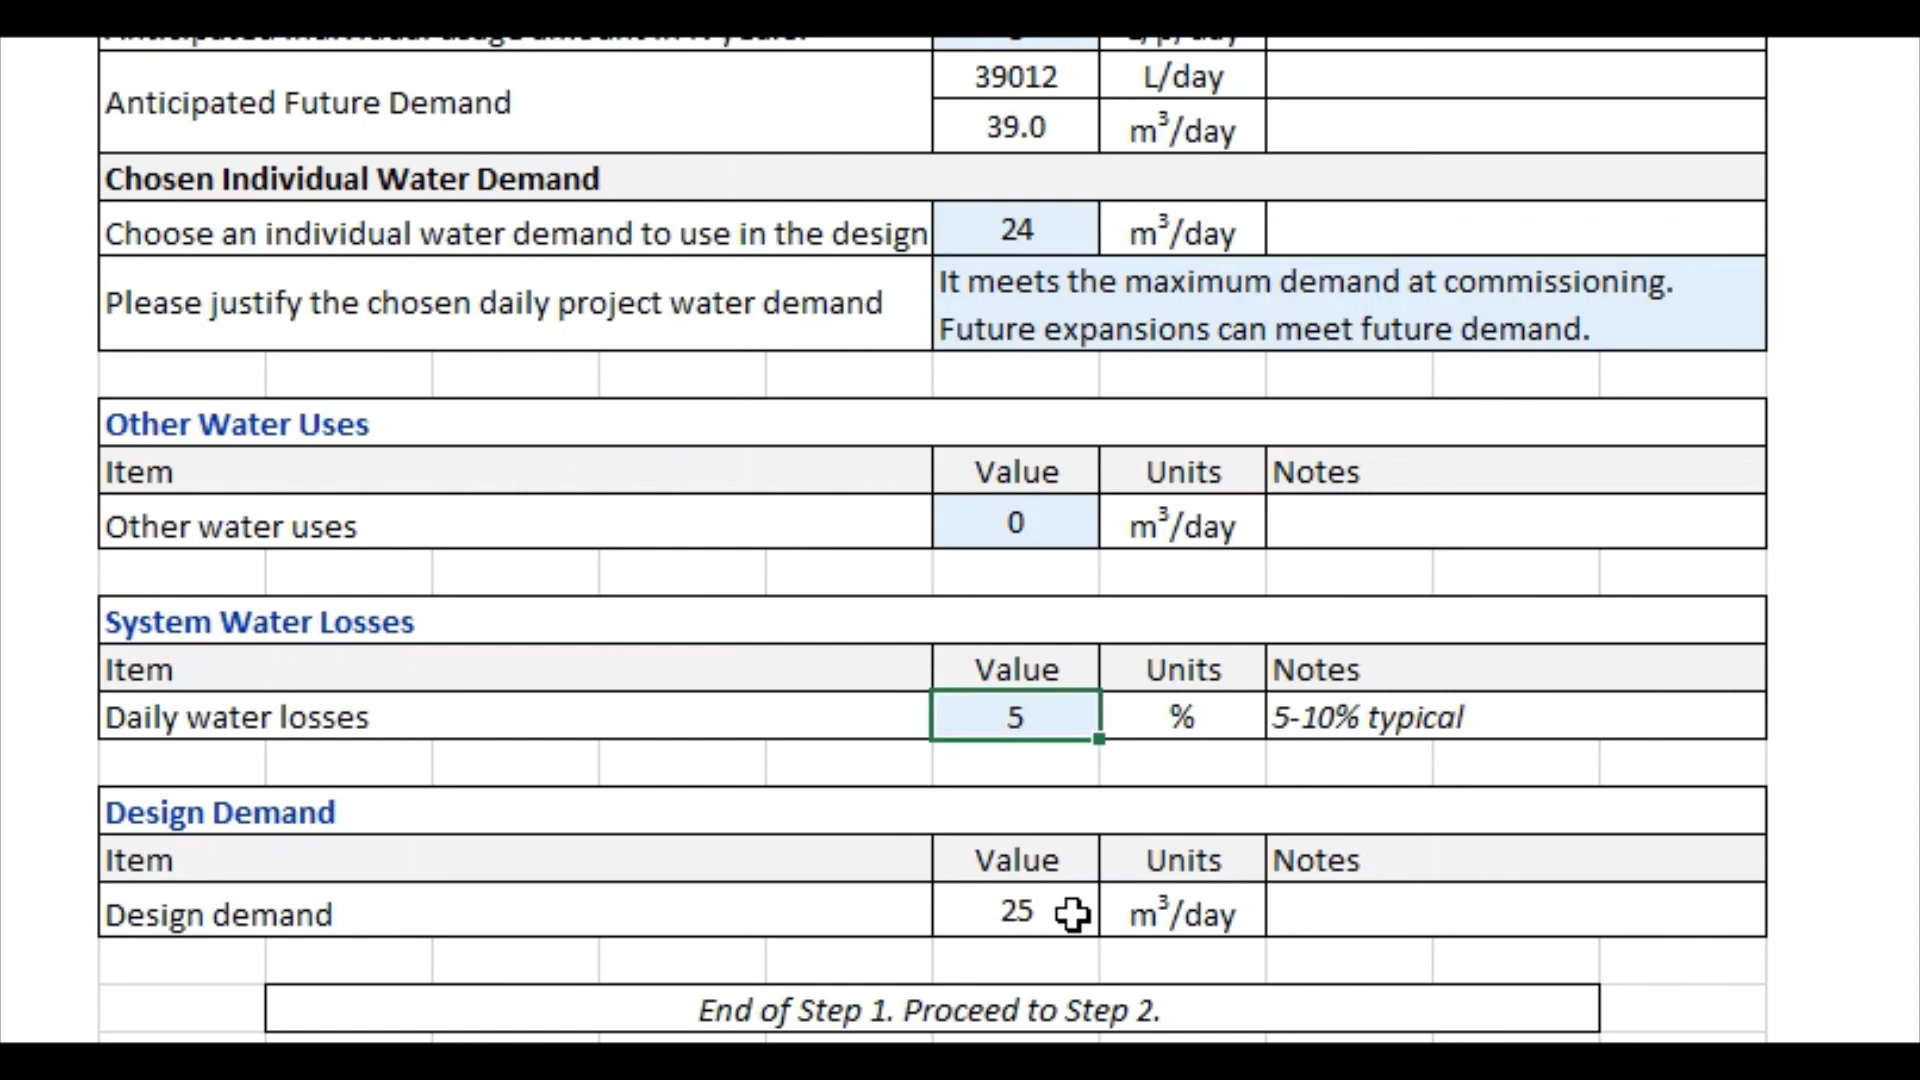 Anticipated Future Demand
39012 L/day
39.0 m³/day
Chosen Individual Water Demand
Choose an individual water demand to use in the design 24 m³/day
Please justify the chosen daily project water demand
It meets the maximum demand at commissioning.
Future expansions can meet future demand.
Other Water Uses
Item Value Units Notes
Other water uses 0 m³/day
System Water Losses
Item Value Units Notes
Daily water losses 5 % 5-10% typical
Design Demand
Item Value Units Notes
Design demand 25 m³/day
End of Step 1. Proceed to Step 2.